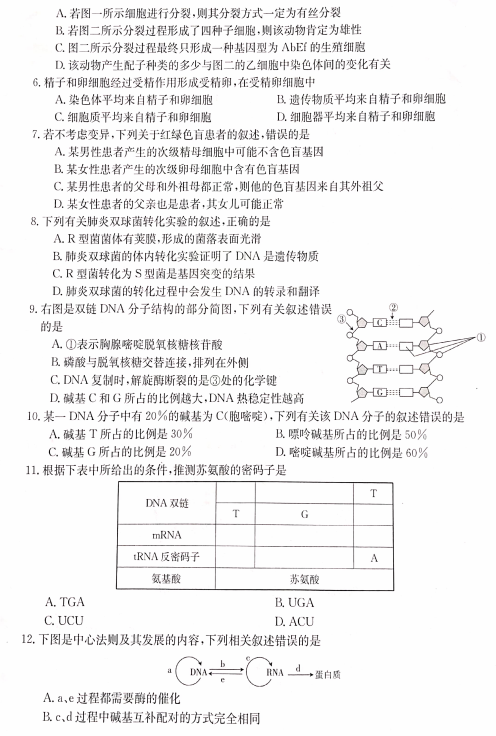 A. 若图一所示细胞进行分裂,则其分裂方式一定为有丝分裂
B. 若图二所示分裂过程形成了四种子细胞,则该动物肯定为雄性
C. 图二所示分裂过程最终只形成一种基因型为 AbEf 的生殖细胞
D. 该动物产生配子种类的多少与图二的乙细胞中染色体间的变化有关
6. 精子和卵细胞经过受精作用形成受精卵,在受精卵细胞中
A. 染色体平均来自精子和卵细胞 B. 遗传物质平均来自精子和卵细胞
C. 细胞质平均来自精子和卵细胞 D. 细胞器平均来自精子和卵细胞
7. 若不考虑变异,下列关于红绿色盲患者的叙述,错误的是
A. 某男性患者产生的次级精母细胞中可能不含色盲基因
B. 某女性患者产生的次级卵母细胞中含有色盲基因
C. 某男性患者的父母和外祖母都正常,则他的色盲基因来自其外祖父
D. 某女性患者的父亲也是患者,其女儿可能正常
8. 下列有关肺炎双球菌转化实验的叙述,正确的是
A. R 型菌菌体有荚膜,形成的菌落表面光滑
B. 肺炎双球菌的体内转化实验证明了 DNA 是遗传物质
C. R 型菌转化为 S 型菌是基因突变的结果
D. 肺炎双球菌的转化过程中会发生 DNA 的转录和翻译
9. 右图是双链 DNA 分子结构的部分简图,下列有关叙述错误
的是
A. ①表示胸腺嘧啶脱氧核糖核苷酸
B. 磷酸与脱氧核糖交替连接,排列在外侧
C. DNA 复制时,解旋酶断裂的是③处的化学键
D. 碱基 C 和 G 所占的比例越大,DNA 热稳定性越高
②
③
C
①
A
T
G
10. 某一 DNA 分子中有 20%的碱基为 C(胞嘧啶),下列有关该 DNA 分子的叙述错误的是
A. 碱基 T 所占的比例是 30% B. 嘌呤碱基所占的比例是 50%
C. 碱基 G 所占的比例是 20% D. 嘧啶碱基所占的比例是 60%
11. 根据下表中所给出的条件,推测苏氨酸的密码子是
DNA 双链 T
T G
mRNA
tRNA 反密码子 A
氨基酸 苏氨酸
A. TGA B. UGA
C. UCU D. ACU
12. 下图是中心法则及其发展的内容,下列相关叙述错误的是
a DNA b e c RNA d 蛋白质
A. a、e 过程都需要酶的催化
B. c、d 过程中碱基互补配对的方式完全相同